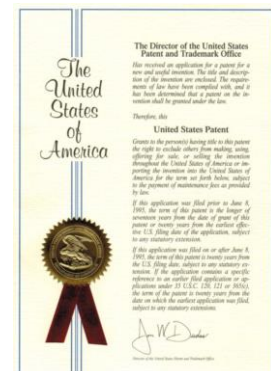 The
United
States
of
America
The Director of the United States
Patent and Trademark Office
Has received an application for a patent for a
new and useful invention. The title and descrip-
tion of the invention are enclosed. The require-
ments of law have been complied with, and it
has been determined that a patent on the in-
vention shall be granted under the law.
Therefore, this
United States Patent
Grants to the person(s) having title to this patent
the right to exclude others from making, using,
offering for sale, or selling the invention
throughout the United States of America or im-
porting the invention into the United States of
America for the term set forth below, subject
to the payment of maintenance fees as provided
by law.
If this application was filed prior to June 8,
1995, the term of this patent is the longer of
seventeen years from the date of grant of this
patent or twenty years from the earliest effec-
tive U.S. filing date of the application, subject
to any statutory extension.
If this application was filed on or after June 8,
1995, the term of this patent is twenty years from
the U.S. filing date, subject to any statutory ex-
tension. If the application contains a specific
reference to an earlier filed application or ap-
plications under 35 U.S.C. 120, 121 or 365(c),
the term of the patent is twenty years from the
date on which the earliest application was filed,
subject to any statutory extensions.
Director of the United States Patent and Trademark Office